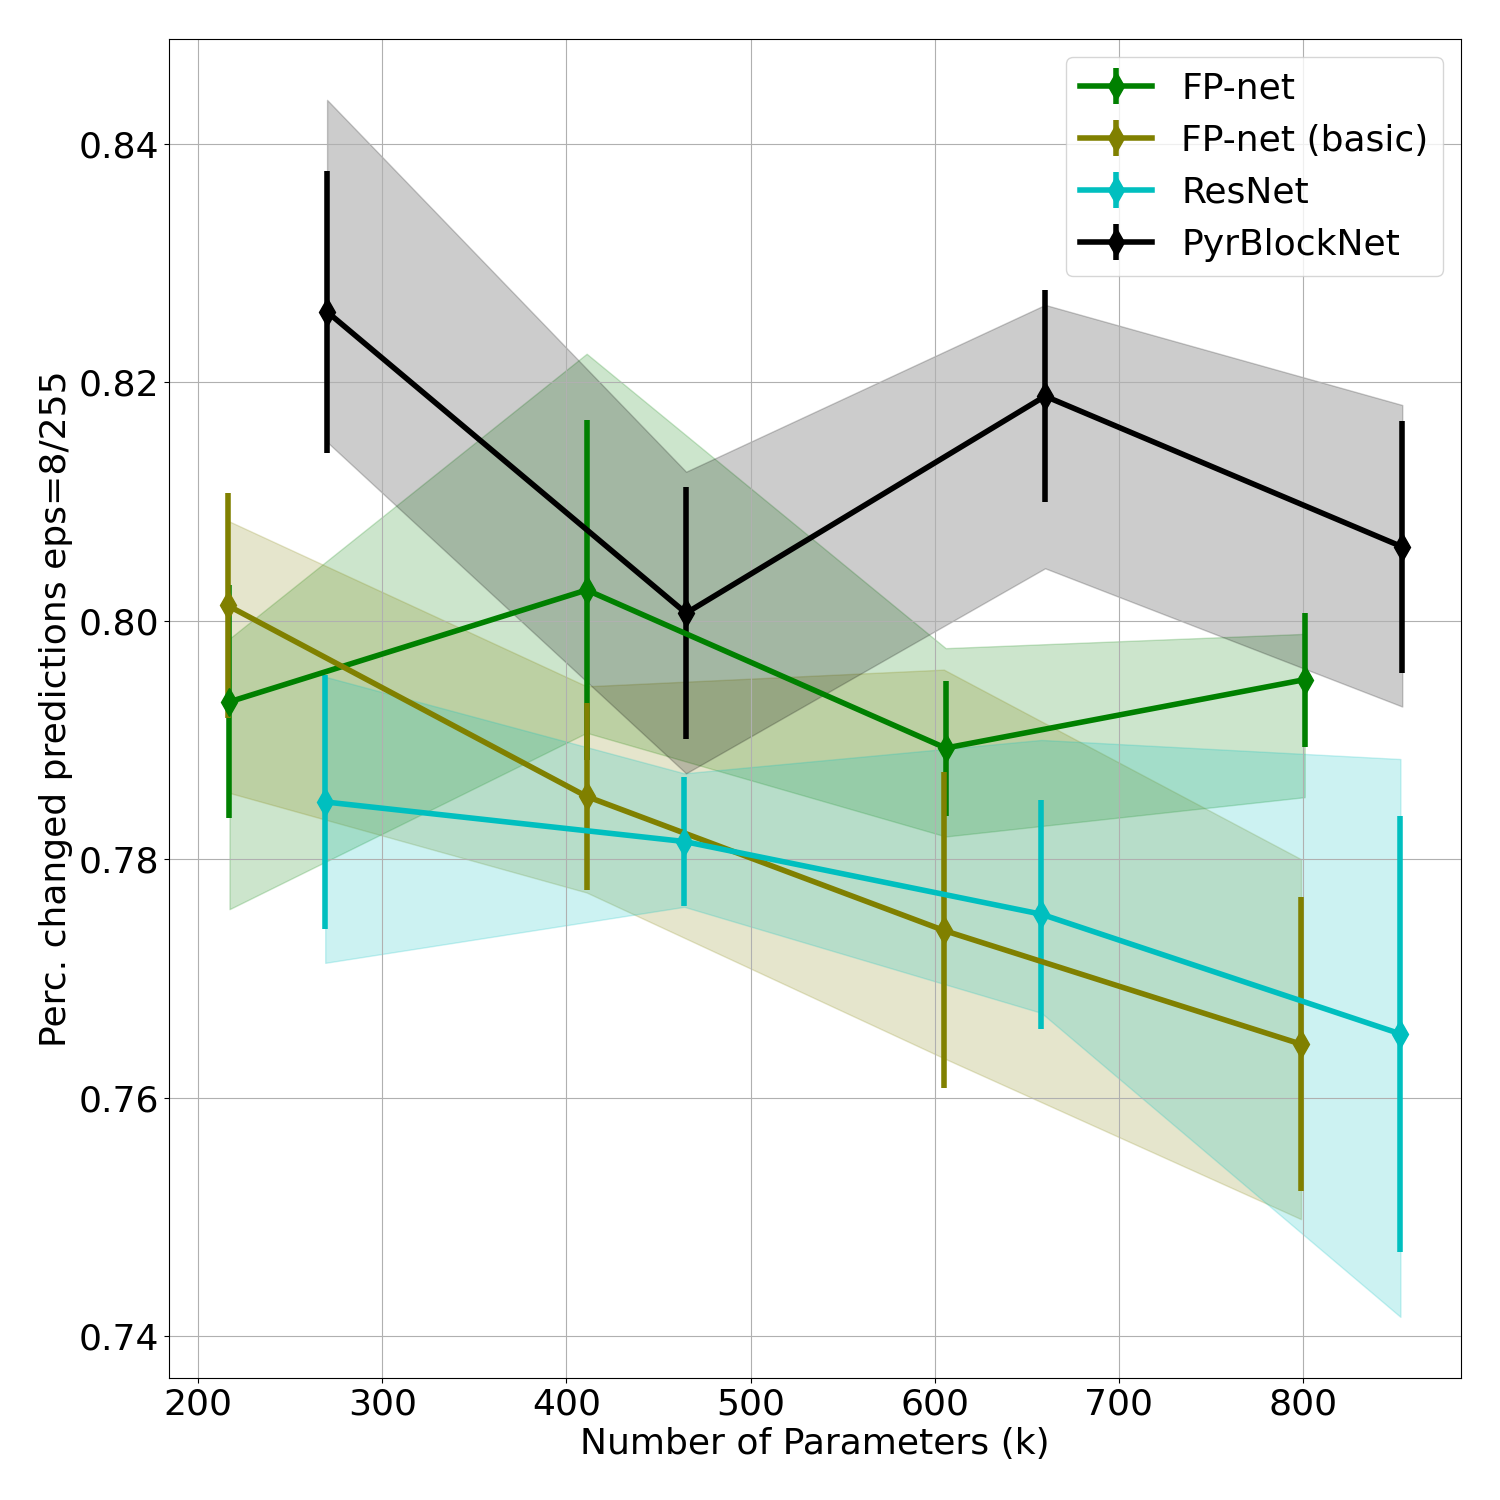 FP-net
FP-net (basic)
ResNet
PyrBlockNet
Perc. changed predictions eps=8/255
0.84
0.82
0.80
0.78
0.76
0.74
200 300 400 500 600 700 800
Number of Parameters (k)